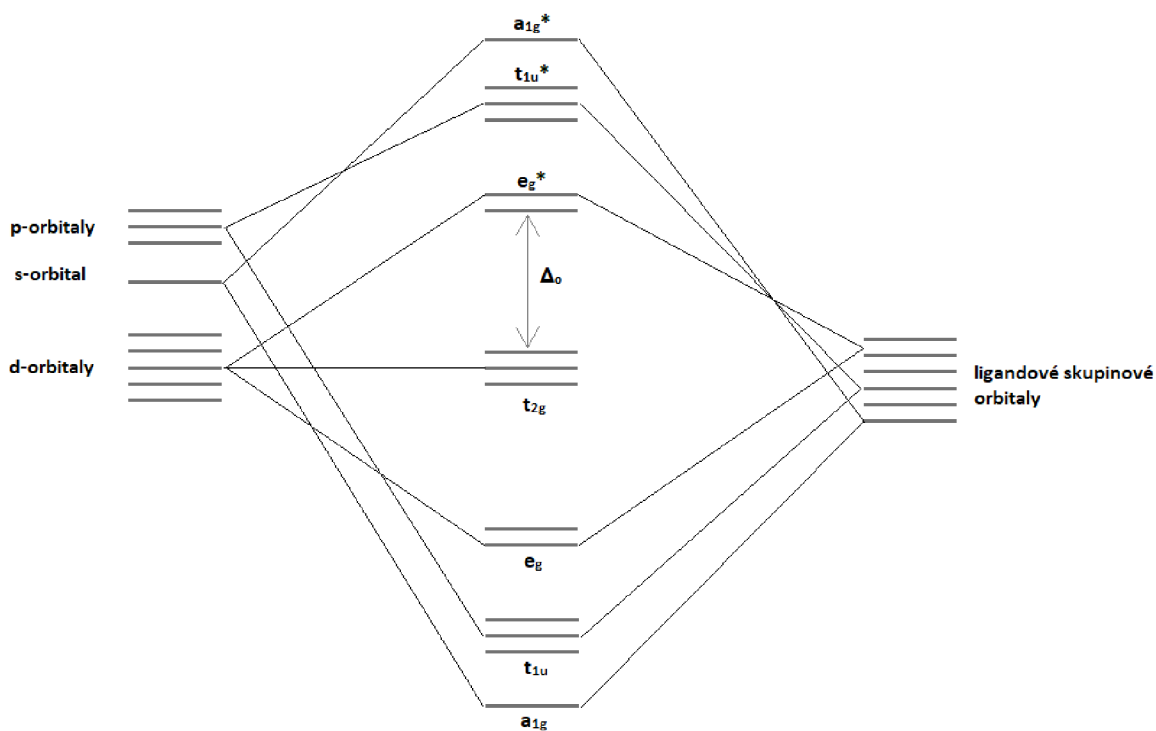 a₁g*
t₁u*
eg*
p-orbitaly
s-orbital
Δₒ
d-orbitaly
ligandové skupinové
orbitaly
t₂g
eg
t₁u
a₁g